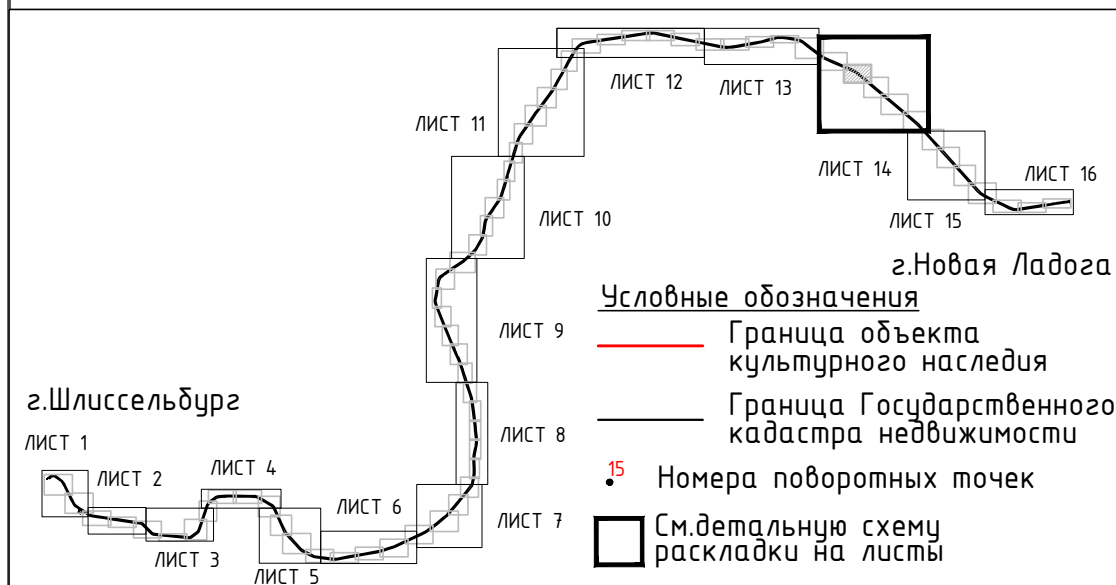 ЛИСТ 12
ЛИСТ 13
ЛИСТ 11
ЛИСТ 14
ЛИСТ 16
ЛИСТ 10
ЛИСТ 15
г.Новая Ладога
Условные обозначения
Граница объекта
культурного наследия
ЛИСТ 9
г.Шлиссельбург
Граница Государственного
кадастра недвижимости
ЛИСТ 8
ЛИСТ 1
ЛИСТ 2
ЛИСТ 4
15
Номера поворотных точек
ЛИСТ 6
ЛИСТ 7
См.детальную схему
раскладки на листы
ЛИСТ 3
ЛИСТ 5